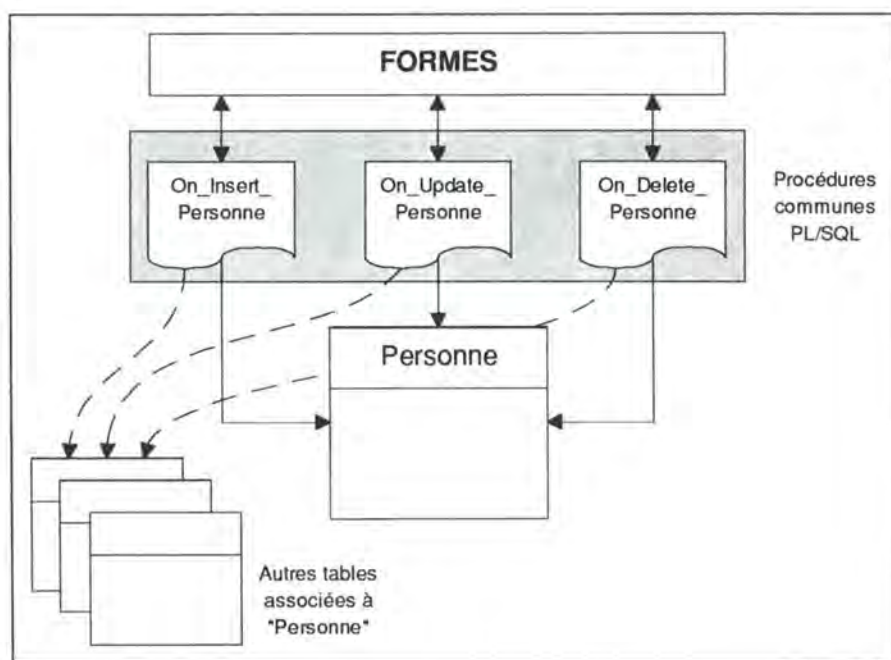 FORMES
On_Insert_
Personne
On_Update_
Personne
On_Delete_
Personne
Procédures
communes
PL/SQL
Personne
Autres tables
associées à
"Personne"